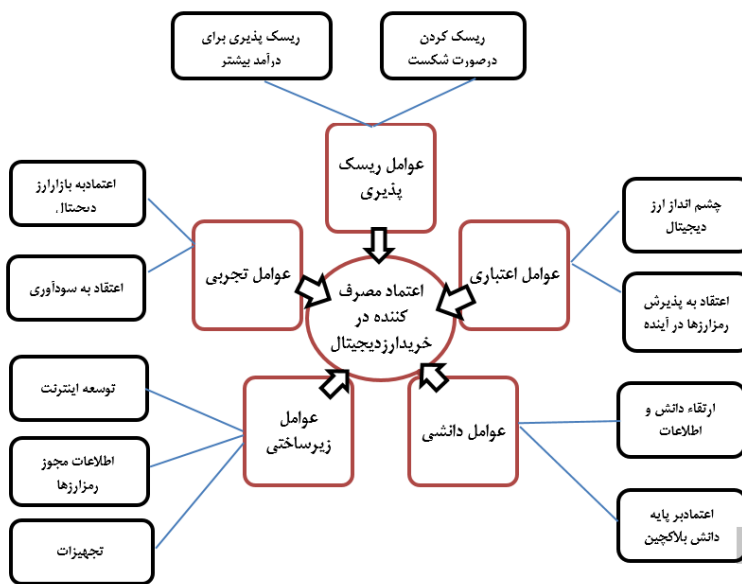 ریسک پذیری برای
درآمد بیشتر
ریسک کردن
درصورت شکست
عوامل ریسک
پذیری
اعتمادبه بازارارز
دیجیتال
اعتقاد به سودآوری
عوامل تجربی
چشم انداز ارز
دیجیتال
اعتقاد به پذیرش
رمزارزها در آینده
عوامل اعتباری
اعتماد مصرف
کننده در
خریدارزدیجیتال
توسعه اینترنت
اطلاعات مجوز
رمزارزها
تجهیزات
عوامل
زیرساختی
عوامل دانشی
ارتقاء دانش و
اطلاعات
اعتمادبر پایه
دانش بلاکچین